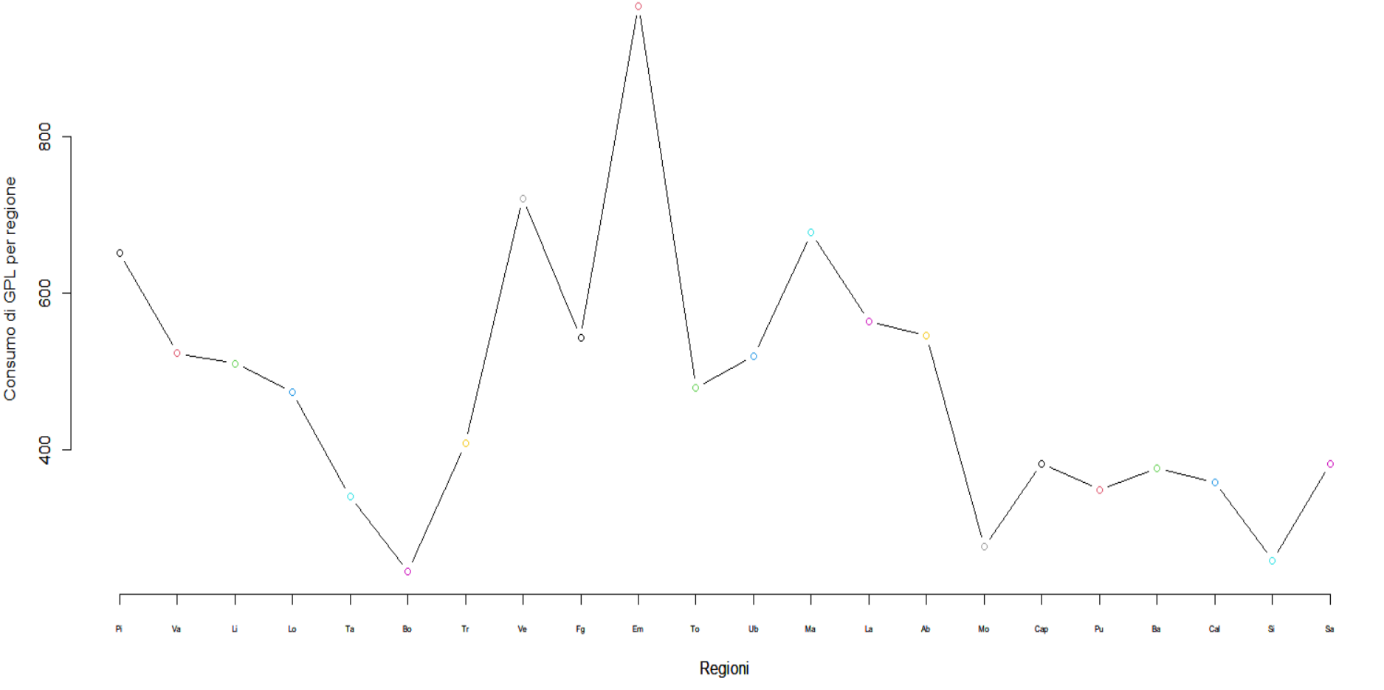 Consumo di GPL per regione
800
600
400
Pi Va Li Lo Ta Bo Tr Ve Fg Em To Ub Ma La Ab Mo Cap Pu Ba Cal Si Sa
Regioni